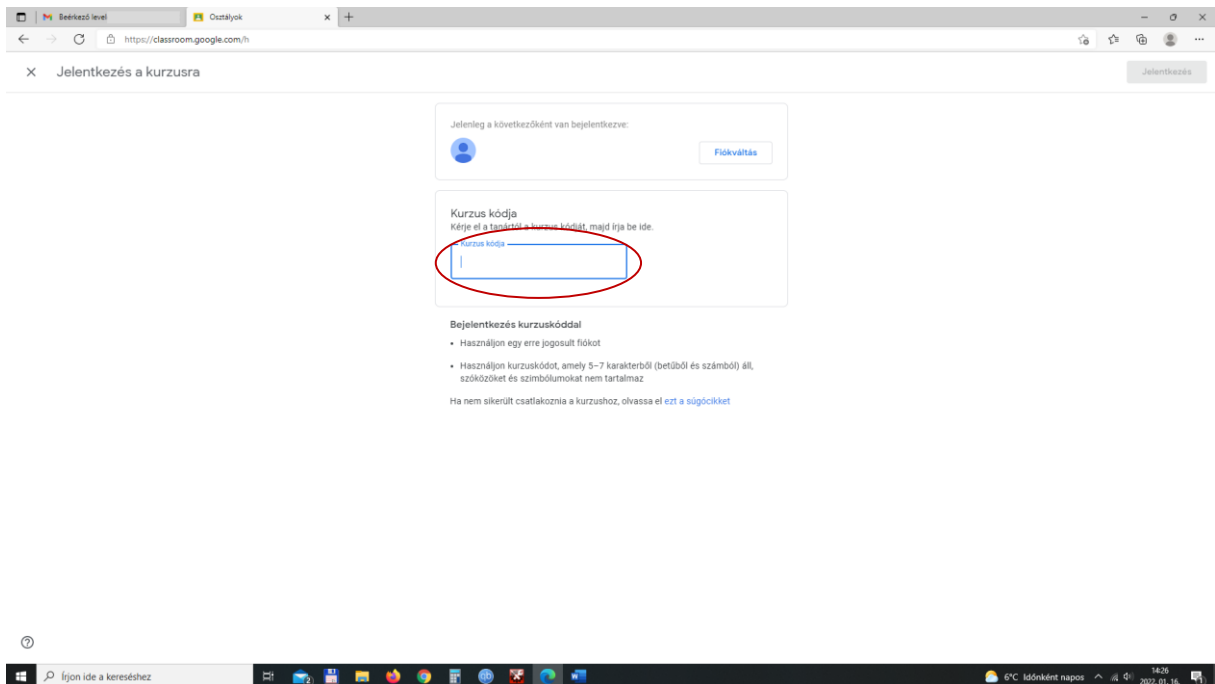 Beérkező level
Osztályok
https://classroom.google.com/h
Jelentkezés a kurzusra
Jelentkezés
Jelenleg a következőként van bejelentkezve:
Fiókváltás
Kurzus kódja
Kérje el a tanártól a kurzus kódját, majd írja be ide.
Kurzus kódja
Bejelentkezés kurzuskóddal
• Használjon egy erre jogosult fiókot
• Használjon kurzuskódot, amely 5–7 karakterből (betűből és számból) áll,
szóközöket és szimbólumokat nem tartalmaz
Ha nem sikerült csatlakoznia a kurzushoz, olvassa el ezt a súgócikket
Írjon ide a kereséshez
6°C Időnként napos
14:26
2022. 01. 16.